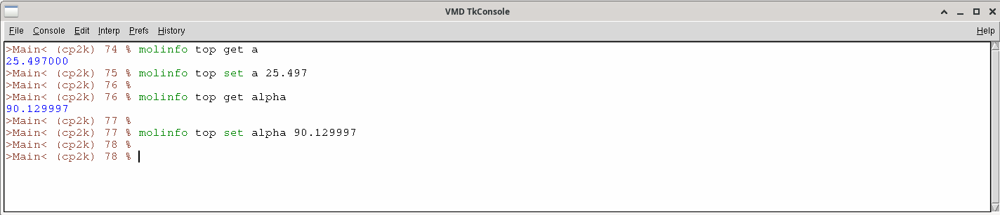 VMD TkConsole
File Console Edit Interp Prefs History Help
>Main< (cp2k) 74 % molinfo top get a
25.497000
>Main< (cp2k) 75 % molinfo top set a 25.497
>Main< (cp2k) 76 %
>Main< (cp2k) 76 % molinfo top get alpha
90.129997
>Main< (cp2k) 77 %
>Main< (cp2k) 77 % molinfo top set alpha 90.129997
>Main< (cp2k) 78 %
>Main< (cp2k) 78 %